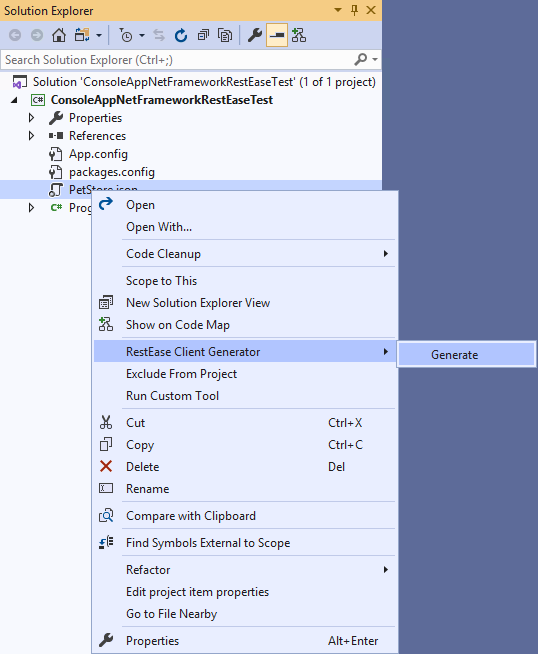 Solution Explorer
Search Solution Explorer (Ctrl+;)
Solution 'ConsoleAppNetFrameworkRestEaseTest' (1 of 1 project)
C# ConsoleAppNetFrameworkRestEaseTest
Properties
References
App.config
packages.config
PetStore.json
C# Prog
Open
Open With...
Code Cleanup
Scope to This
New Solution Explorer View
Show on Code Map
RestEase Client Generator
Generate
Exclude From Project
Run Custom Tool
Cut Ctrl+X
Copy Ctrl+C
Delete Del
Rename
Compare with Clipboard
Find Symbols External to Scope
Refactor
Edit project item properties
Go to File Nearby
Properties Alt+Enter